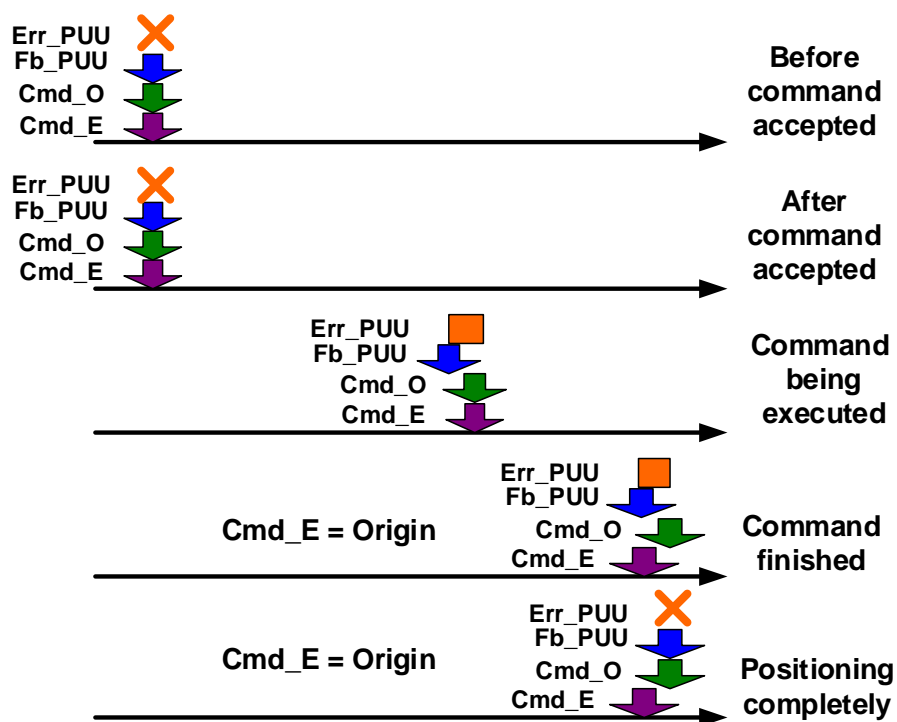 Err_PUU
Fb_PUU
Cmd_O
Cmd_E
Before
command
accepted
Err_PUU
Fb_PUU
Cmd_O
Cmd_E
After
command
accepted
Err_PUU
Fb_PUU
Cmd_O
Cmd_E
Command
being
executed
Err_PUU
Fb_PUU
Cmd_O
Cmd_E
Cmd_E = Origin
Command
finished
Err_PUU
Fb_PUU
Cmd_O
Cmd_E
Cmd_E = Origin
Positioning
completely